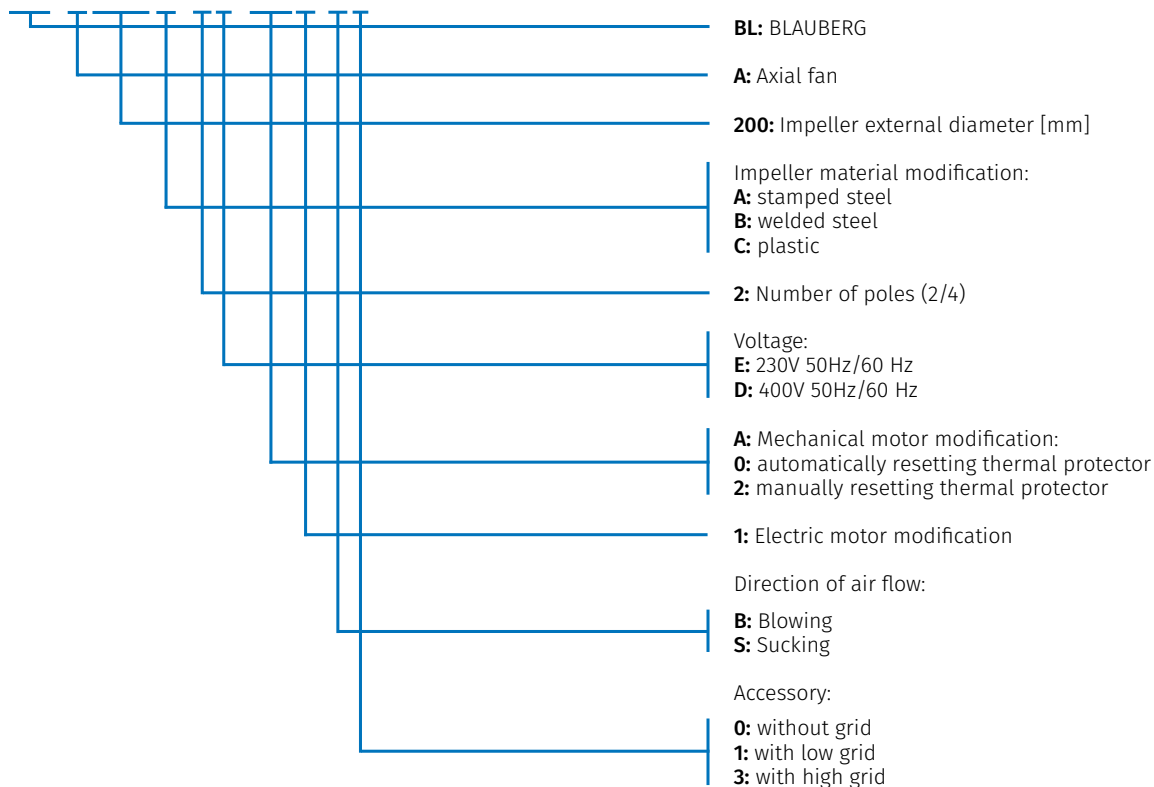 BL: BLAUBERG
A: Axial fan
200: Impeller external diameter [mm]
Impeller material modification:
A: stamped steel
B: welded steel
C: plastic
2: Number of poles (2/4)
Voltage:
E: 230V 50Hz/60 Hz
D: 400V 50Hz/60 Hz
A: Mechanical motor modification:
0: automatically resetting thermal protector
2: manually resetting thermal protector
1: Electric motor modification
Direction of air flow:
B: Blowing
S: Sucking
Accessory:
0: without grid
1: with low grid
3: with high grid